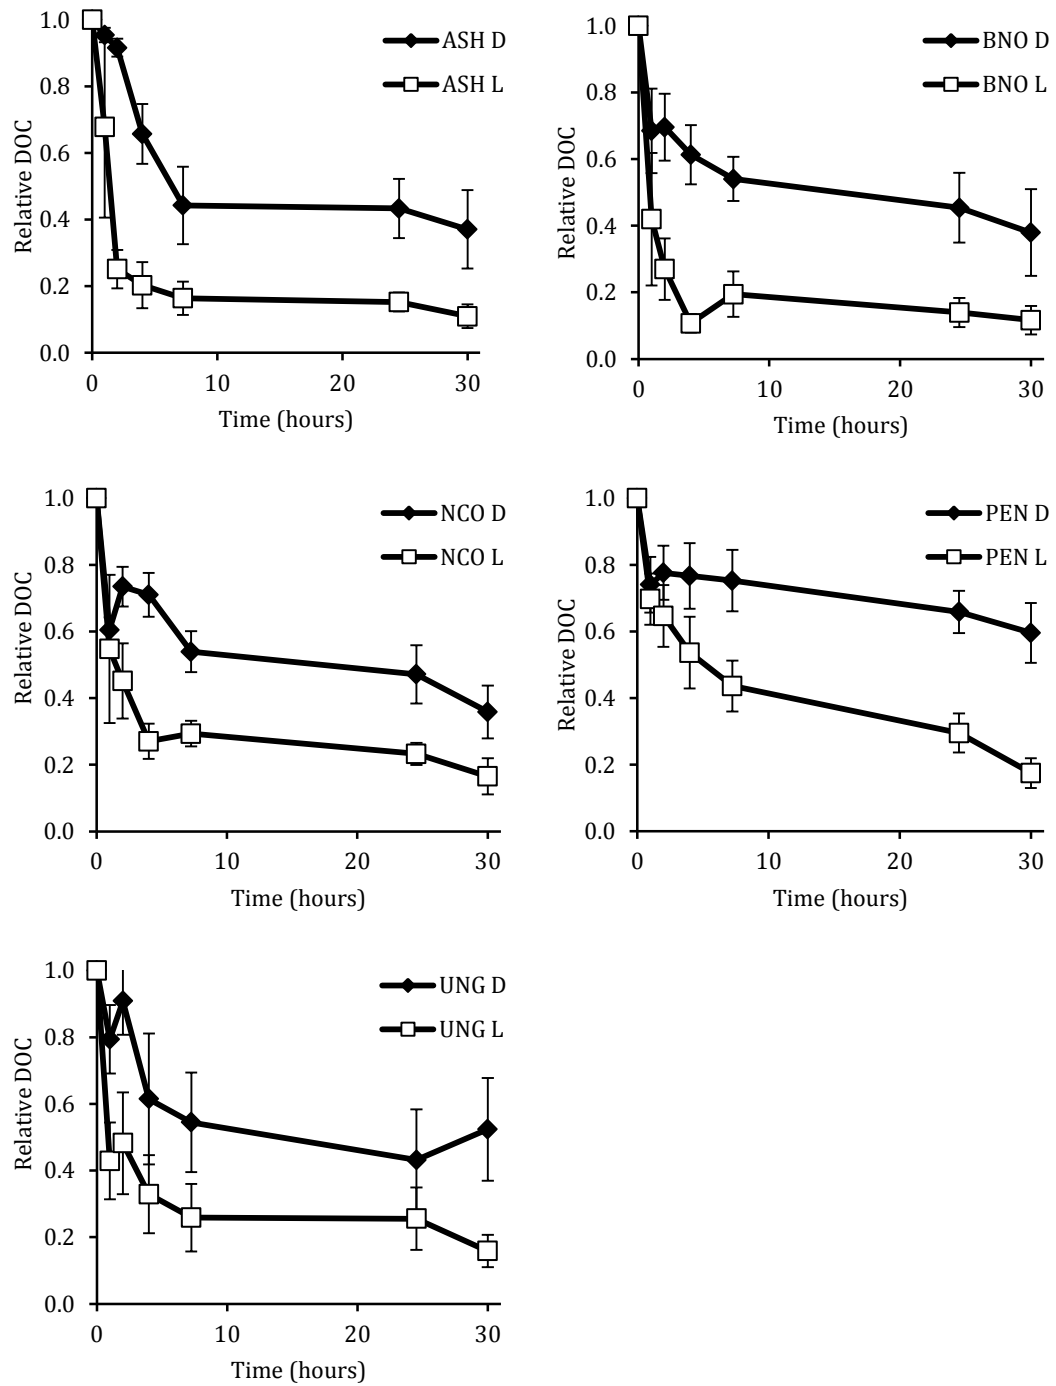 1.0
0.8
0.6
0.4
0.2
0.0
Relative DOC
0 10 20 30
Time (hours)
ASH D
ASH L
1.0
0.8
0.6
0.4
0.2
0.0
Relative DOC
0 10 20 30
Time (hours)
BNO D
BNO L
1.0
0.8
0.6
0.4
0.2
0.0
Relative DOC
0 10 20 30
Time (hours)
NCO D
NCO L
1.0
0.8
0.6
0.4
0.2
0.0
Relative DOC
0 10 20 30
Time (hours)
PEN D
PEN L
1.0
0.8
0.6
0.4
0.2
0.0
Relative DOC
0 10 20 30
Time (hours)
UNG D
UNG L